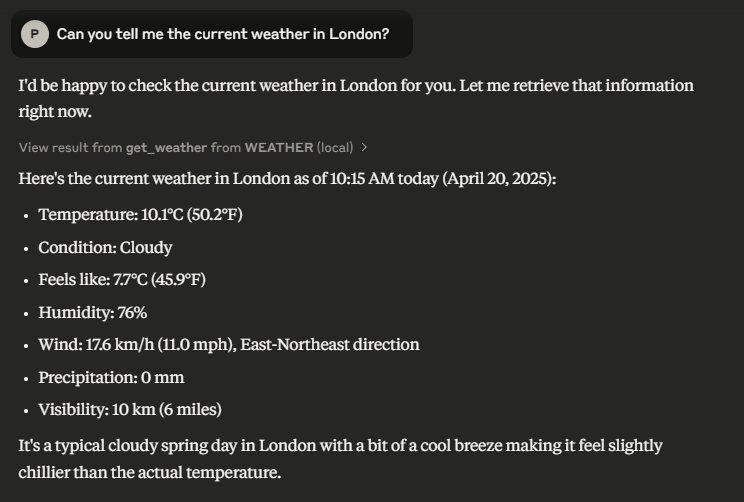 P
Can you tell me the current weather in London?
I'd be happy to check the current weather in London for you. Let me retrieve that information
right now.
View result from get_weather from WEATHER (local) >
Here's the current weather in London as of 10:15 AM today (April 20, 2025):
• Temperature: 10.1°C (50.2°F)
• Condition: Cloudy
• Feels like: 7.7°C (45.9°F)
• Humidity: 76%
• Wind: 17.6 km/h (11.0 mph), East-Northeast direction
• Precipitation: 0 mm
• Visibility: 10 km (6 miles)
It's a typical cloudy spring day in London with a bit of a cool breeze making it feel slightly
chillier than the actual temperature.